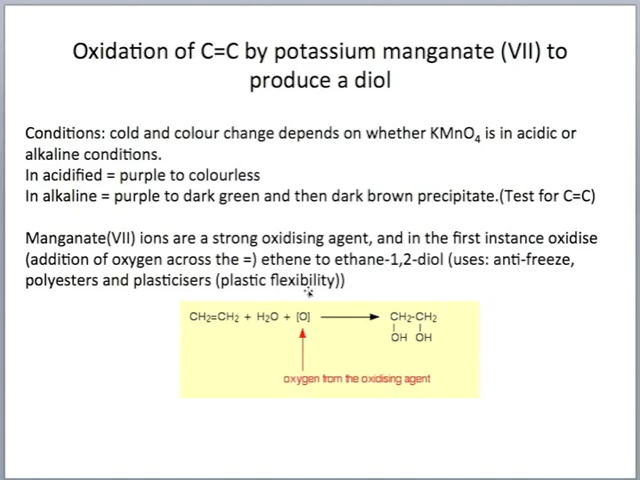 Oxidation of C=C by potassium manganate (VII) to
produce a diol
Conditions: cold and colour change depends on whether KMnO₄ is in acidic or
alkaline conditions.
In acidified = purple to colourless
In alkaline = purple to dark green and then dark brown precipitate.(Test for C=C)
Manganate(VII) ions are a strong oxidising agent, and in the first instance oxidise
(addition of oxygen across the =) ethene to ethane-1,2-diol (uses: anti-freeze,
polyesters and plasticisers (plastic flexibility))
CH₂=CH₂ + H₂O + [O] → CH₂-CH₂
OH OH
oxygen from the oxidising agent